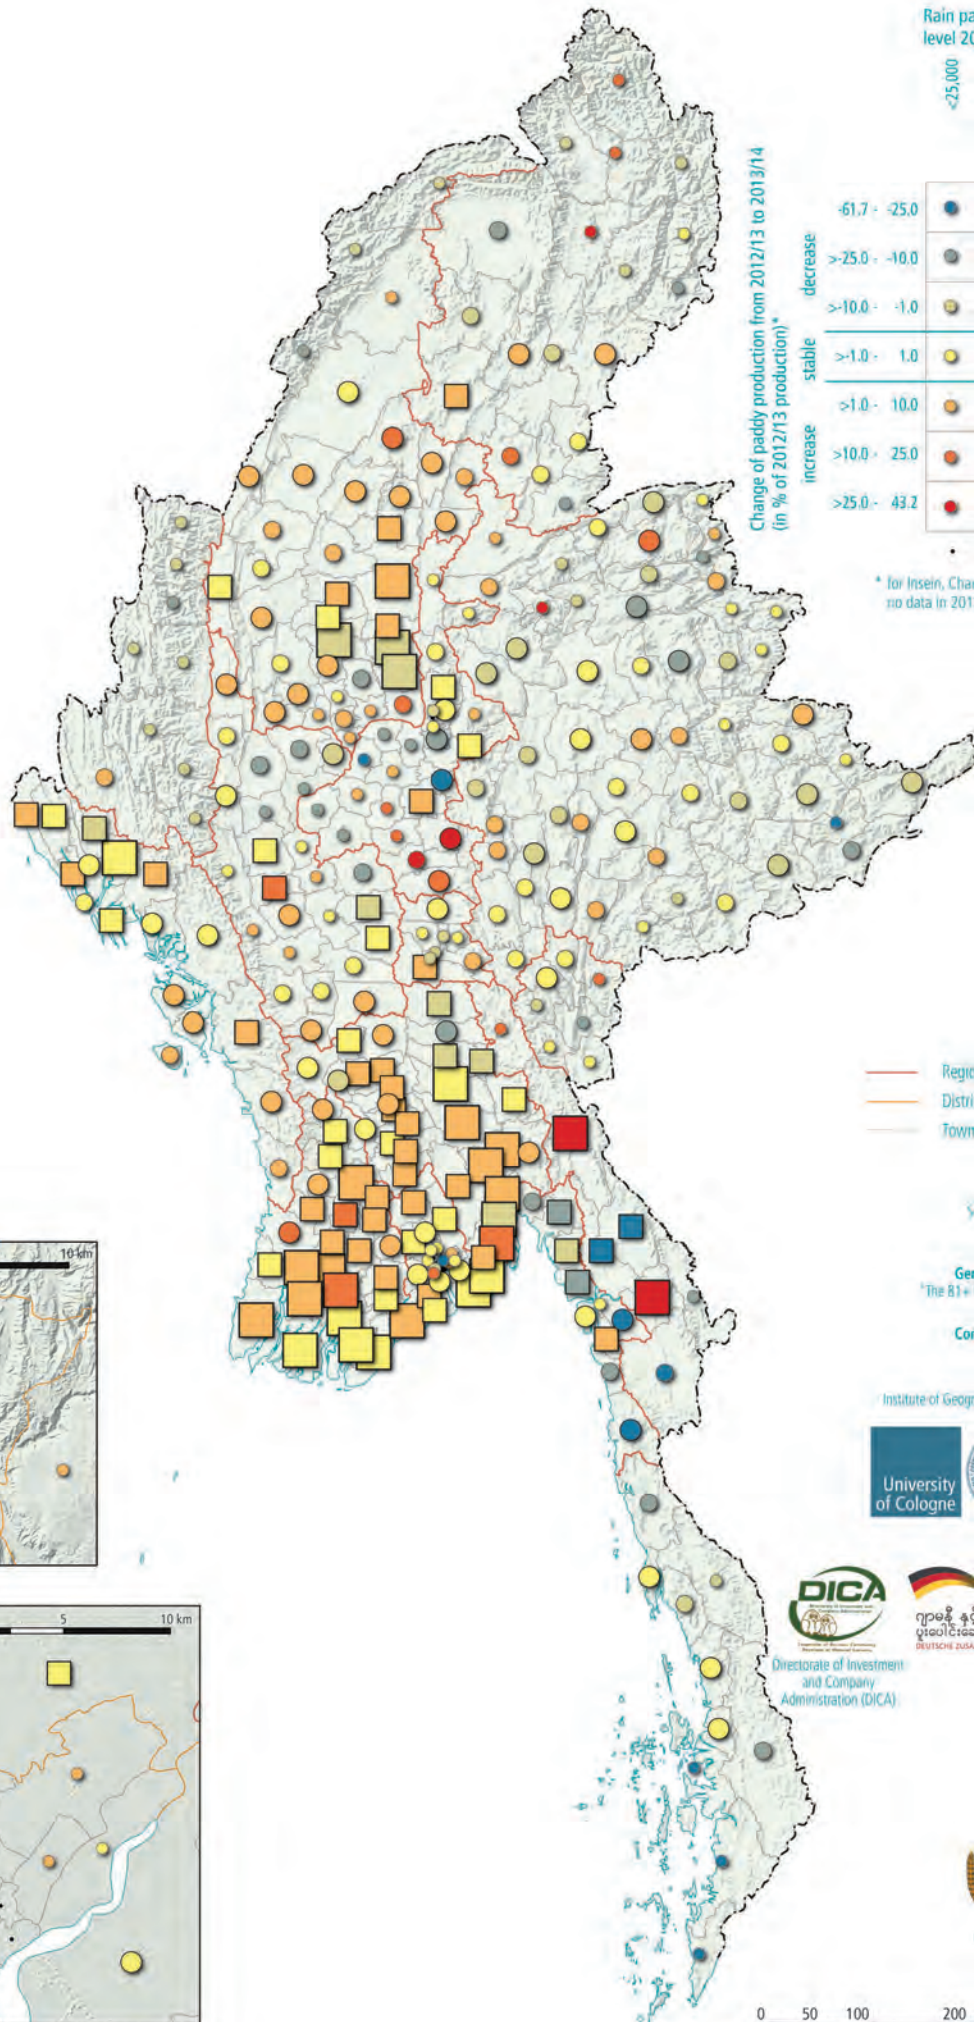 Rain pa
level 20
<25,000
Change of paddy production from 2012/13 to 2013/14
(in % of 2012/13 production)*
decrease
stable
increase
-61.7 - -25.0
>-25.0 - -10.0
>-10.0 - -1.0
>-1.0 - 1.0
>1.0 - 10.0
>10.0 - 25.0
>25.0 - 43.2
* for Insein, Chan
no data in 201
Regio
Distri
Town
Ger
*The 81+
Cor
Institute of Geogr
University
of Cologne
DICA
Directorate of Investment
and Company
Administration (DICA)
DEUTSCHE ZUSA
10 km
5
10 km
0 50 100 200